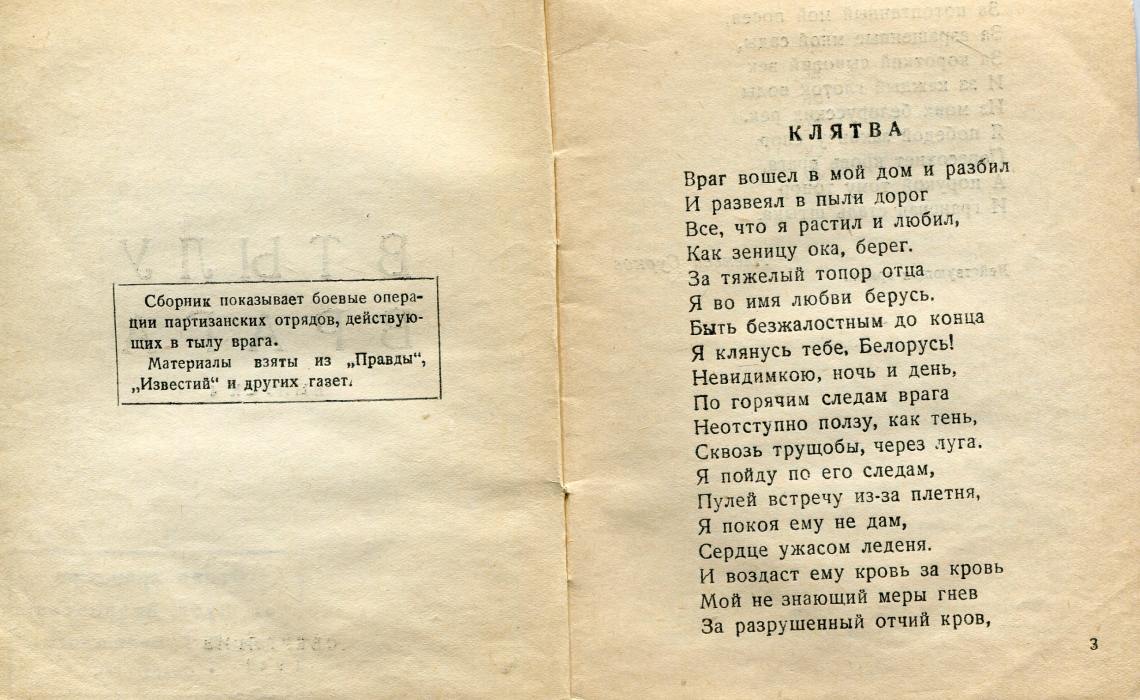 Сборник показывает боевые опера-
ции партизанских отрядов, действую-
щих в тылу врага.
Материалы взяты из „Правды“,
„Известий“ и других газет.
КЛЯТВА
Враг вошел в мой дом и разбил
И развеял в пыли дорог
Все, что я растил и любил,
Как зеницу ока, берег.
За тяжелый топор отца
Я во имя любви берусь.
Быть безжалостным до конца
Я клянусь тебе, Белорусь!
Невидимкою, ночь и день,
По горячим следам врага
Неотступно ползу, как тень,
Сквозь трущобы, через луга.
Я пойду по его следам,
Пулей встречу из-за плетня,
Я покоя ему не дам,
Сердце ужасом леденя.
И воздаст ему кровь за кровь
Мой не знающий меры гнев
За разрушенный отчий кров,
3